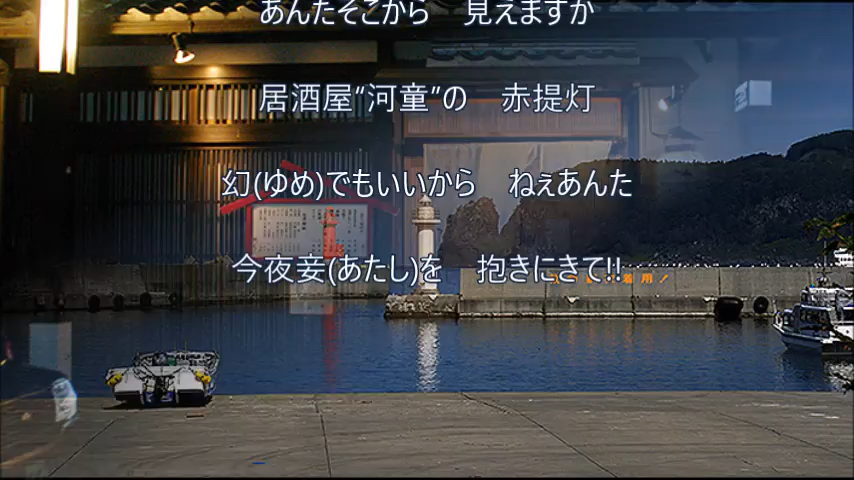 あんたそこから　見えますか
居酒屋“河童”の　赤提灯
幻(ゆめ)でもいいから　ねぇあんた
今夜妾(あたし)を　抱きにきて!!
着用！